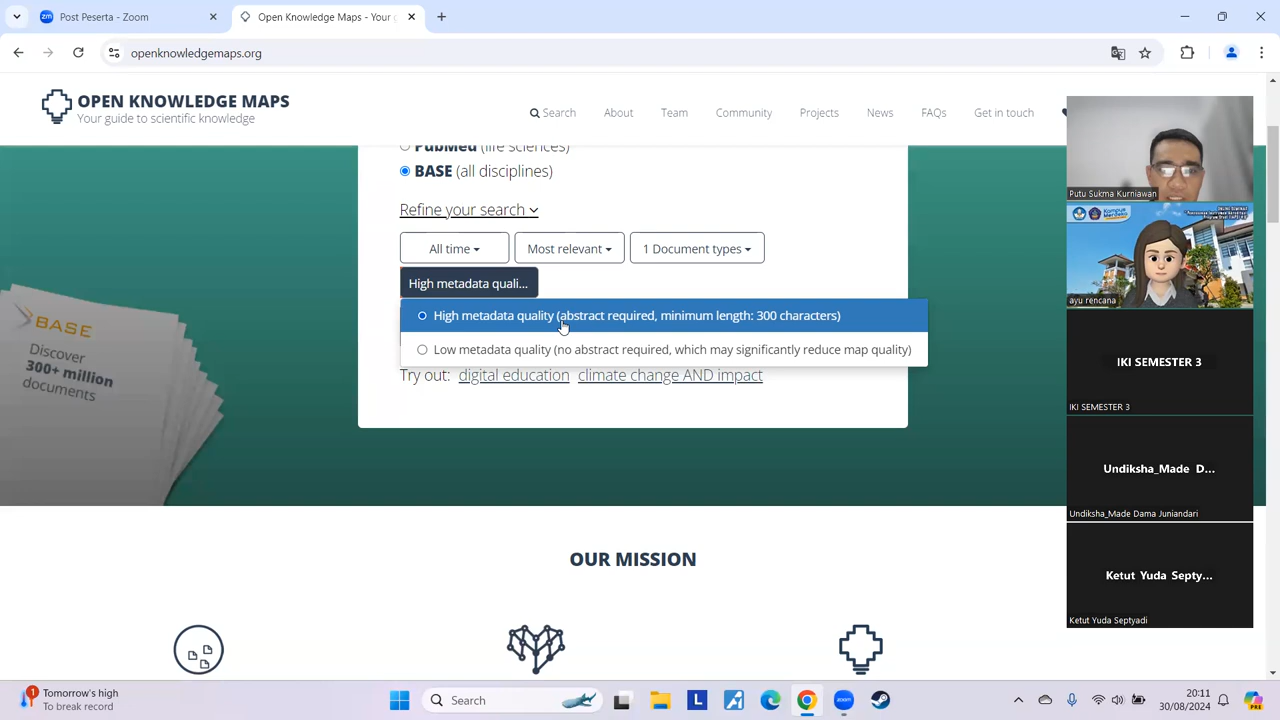 Post Peserta - Zoom
Open Knowledge Maps - Your g
openknowledgemaps.org
OPEN KNOWLEDGE MAPS
Your guide to scientific knowledge
Search
About
Team
Community
Projects
News
FAQs
Get in touch
PubMed (life sciences)
BASE (all disciplines)
Refine your search
All time
Most relevant
1 Document types
High metadata quali...
High metadata quality (abstract required, minimum length: 300 characters)
Low metadata quality (no abstract required, which may significantly reduce map quality)
Try out: digital education climate change AND impact
BASE
Discover
300+ million
documents
OUR MISSION
Putu Sukma Kurniawan
Kampus
Merdeka
ayu rencana
IKI SEMESTER 3
IKI SEMESTER 3
Undiksha_Made D...
Undiksha_Made Dama Juniandari
Ketut Yuda Septy...
Ketut Yuda Septyadi
1
Tomorrow's high
To break record
Search
L
zoom
20:11
30/08/2024
PRE